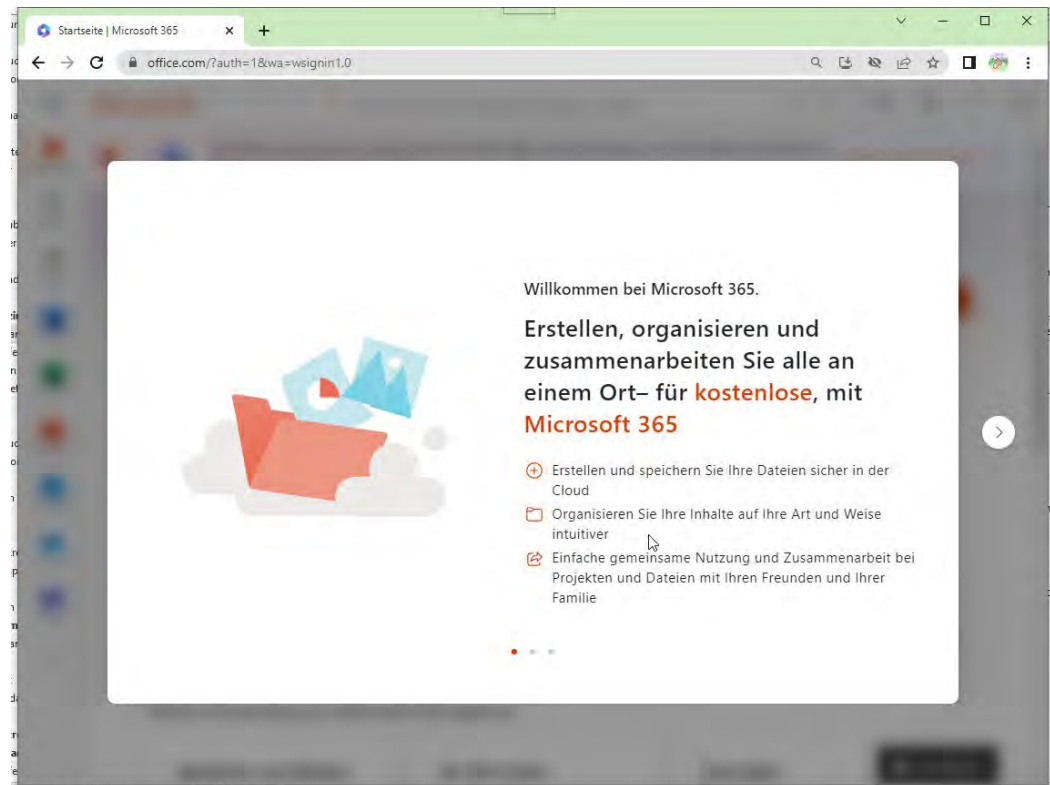 Startseite | Microsoft 365
office.com/?auth=1&wa=wsignin1.0
Willkommen bei Microsoft 365.
Erstellen, organisieren und
zusammenarbeiten Sie alle an
einem Ort– für kostenlose, mit
Microsoft 365
Erstellen und speichern Sie Ihre Dateien sicher in der
Cloud
Organisieren Sie Ihre Inhalte auf Ihre Art und Weise
intuitiver
Einfache gemeinsame Nutzung und Zusammenarbeit bei
Projekten und Dateien mit Ihren Freunden und Ihrer
Familie